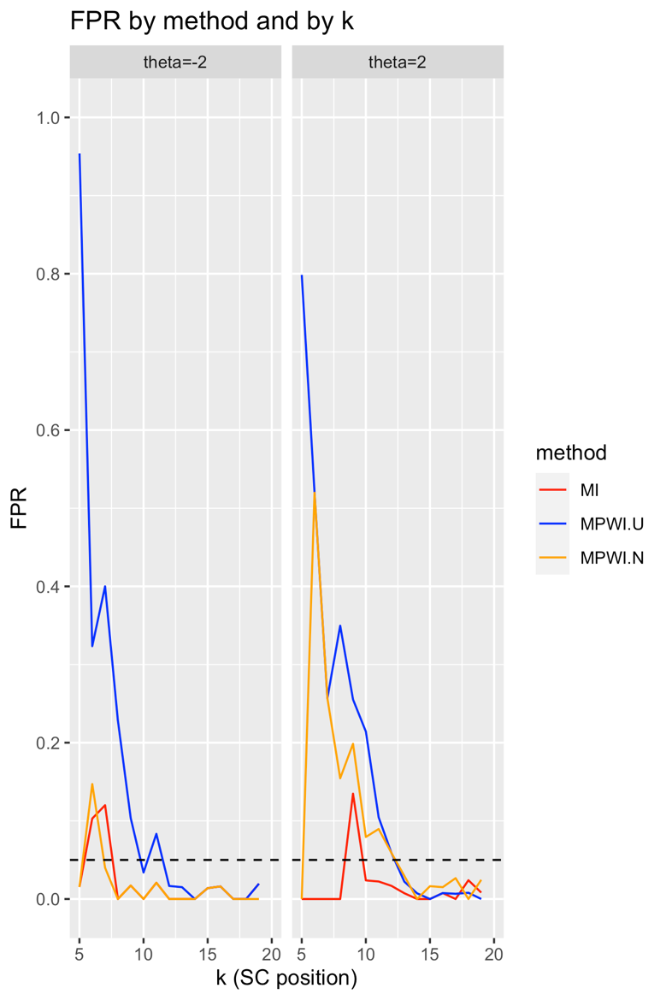 FPR by method and by k
theta=-2
theta=2
1.0
0.8
0.6
0.4
0.2
0.0
FPR
5 10 15 20
5 10 15 20
k (SC position)
method
MI
MPWI.U
MPWI.N